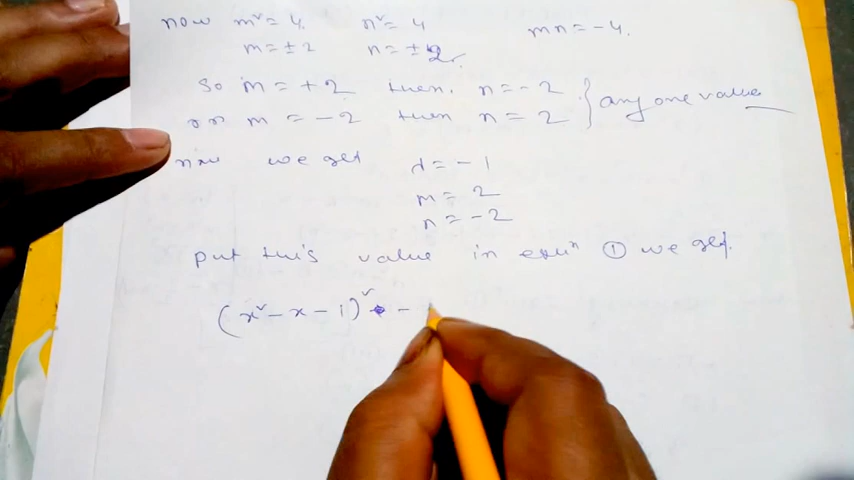 now m² = 4 n² = 4 mn = -4.
m = ±2 n = ±2
so m = +2 then. n = -2 } any one value
or m = -2 then n = 2
now we get λ = -1
m = 2
n = -2
put this value in equⁿ ① we get.
(x² - x - 1)² -